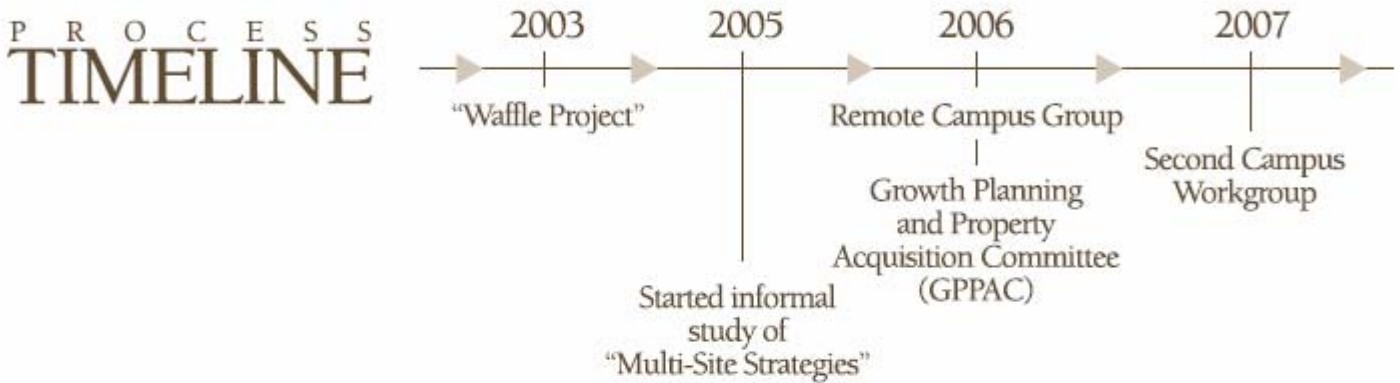 PROCESS
TIMELINE
2003
"Waffle Project"
2005
Started informal
study of
"Multi-Site Strategies"
2006
Remote Campus Group
Growth Planning
and Property
Acquisition Committee
(GPPAC)
2007
Second Campus
Workgroup